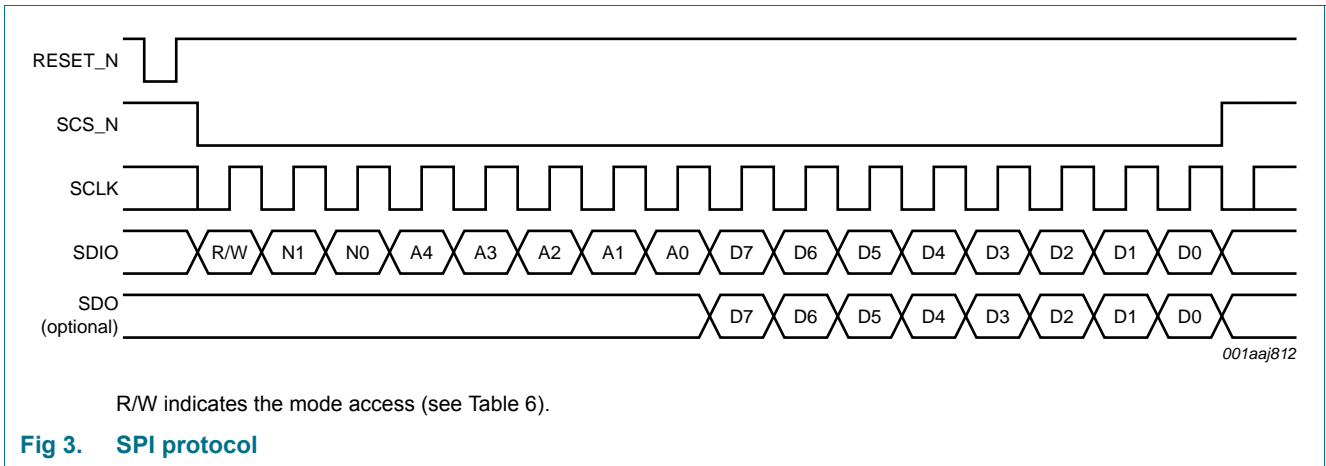 RESET_N
SCS_N
SCLK
SDIO R/W N1 N0 A4 A3 A2 A1 A0 D7 D6 D5 D4 D3 D2 D1 D0
SDO
(optional) D7 D6 D5 D4 D3 D2 D1 D0
001aaj812
R/W indicates the mode access (see Table 6).
Fig 3. SPI protocol